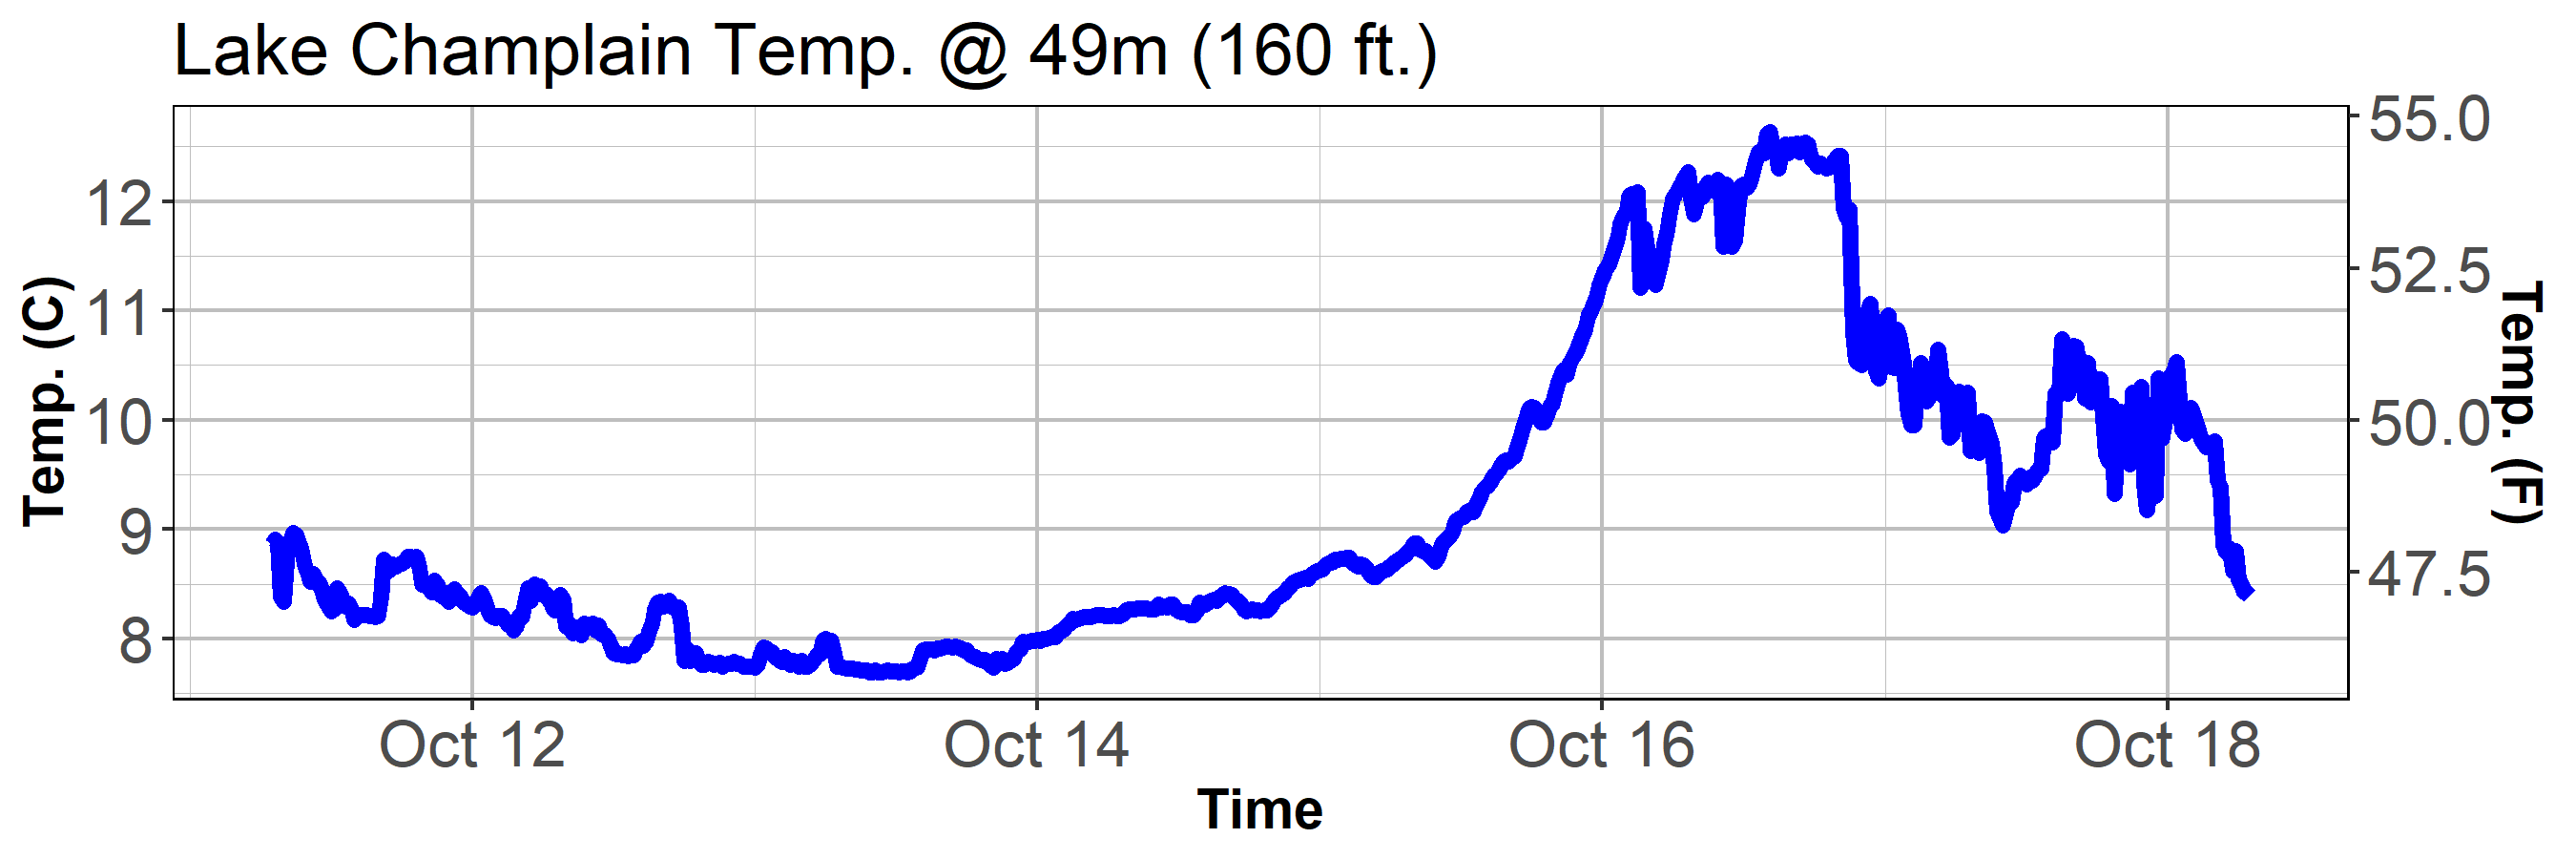 Lake Champlain Temp. @ 49m (160 ft.)
Temp. (C)
12
11
10
9
8
55.0
52.5
50.0
47.5
Temp. (F)
Oct 12 Oct 14 Oct 16 Oct 18
Time